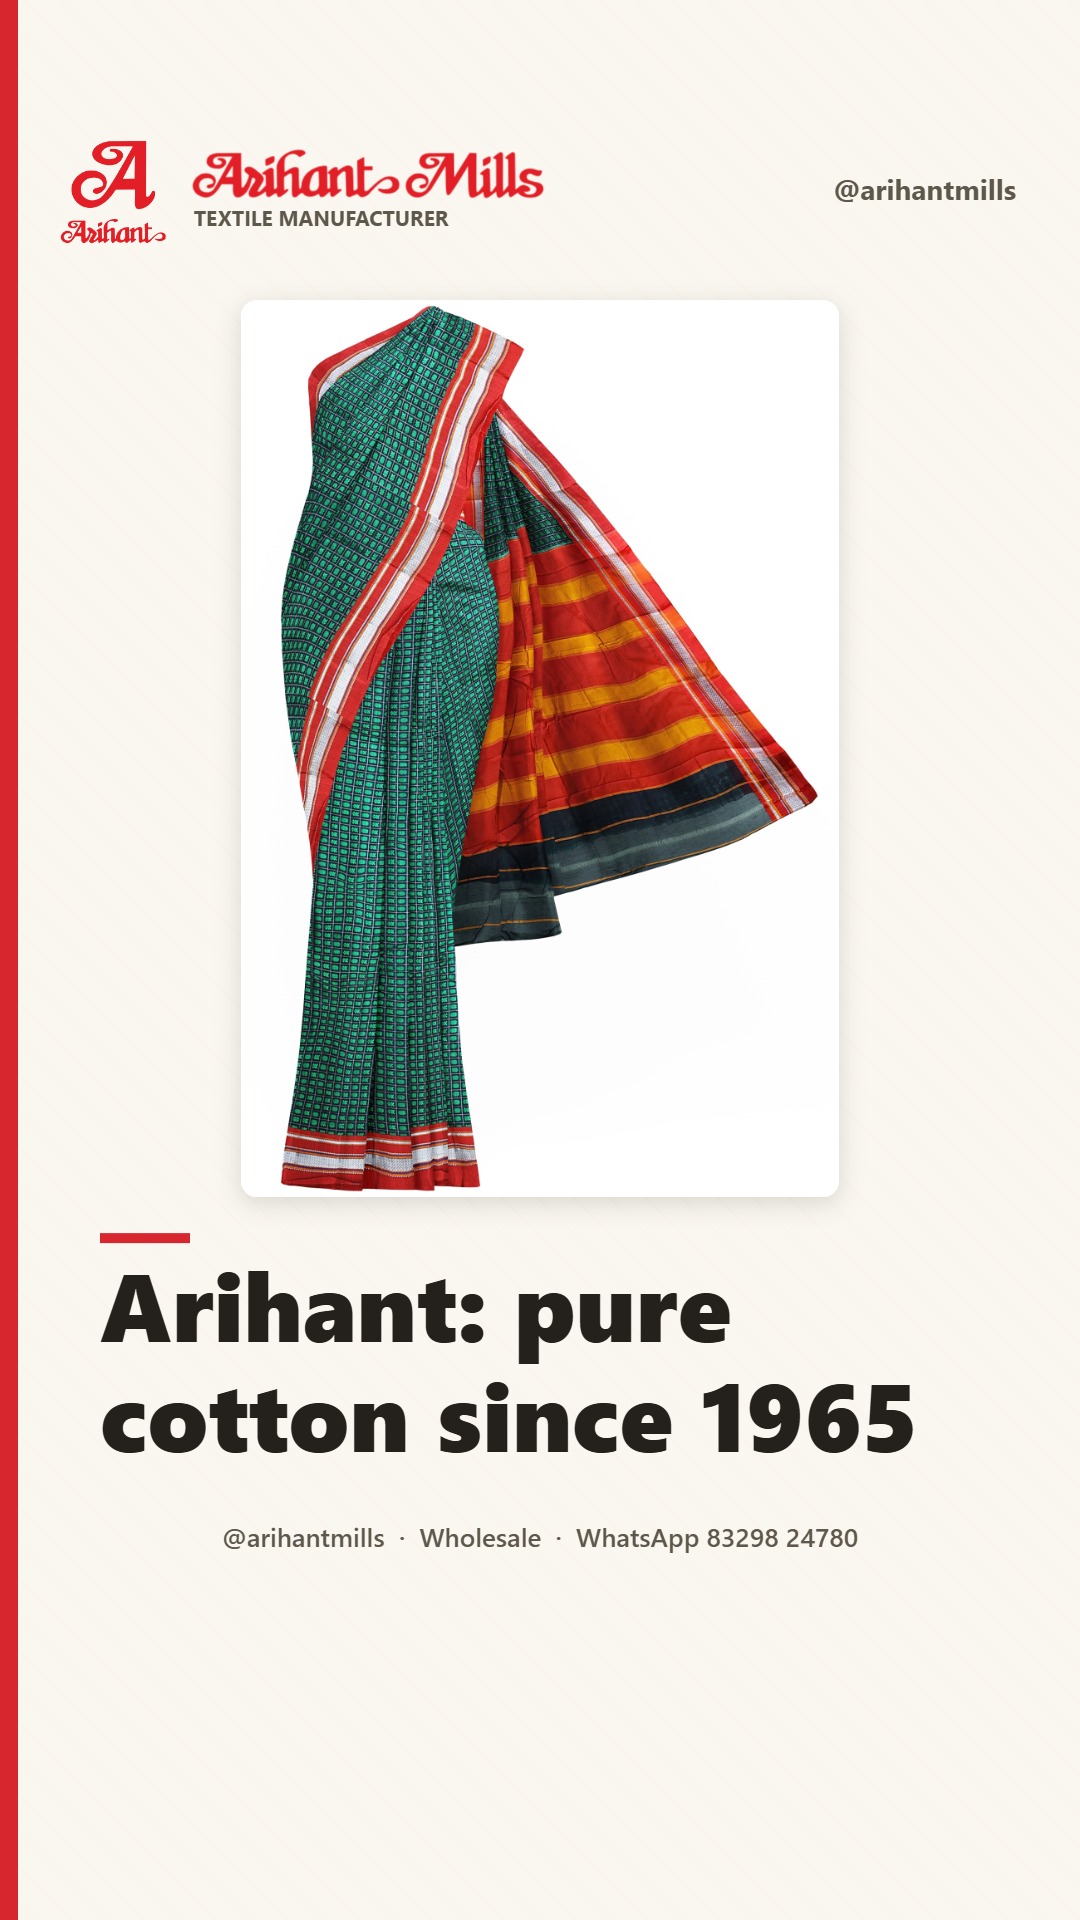 A
Arihant
Arihant Mills
TEXTILE MANUFACTURER
@arihantmills
Arihant: pure
cotton since 1965
@arihantmills · Wholesale · WhatsApp 83298 24780